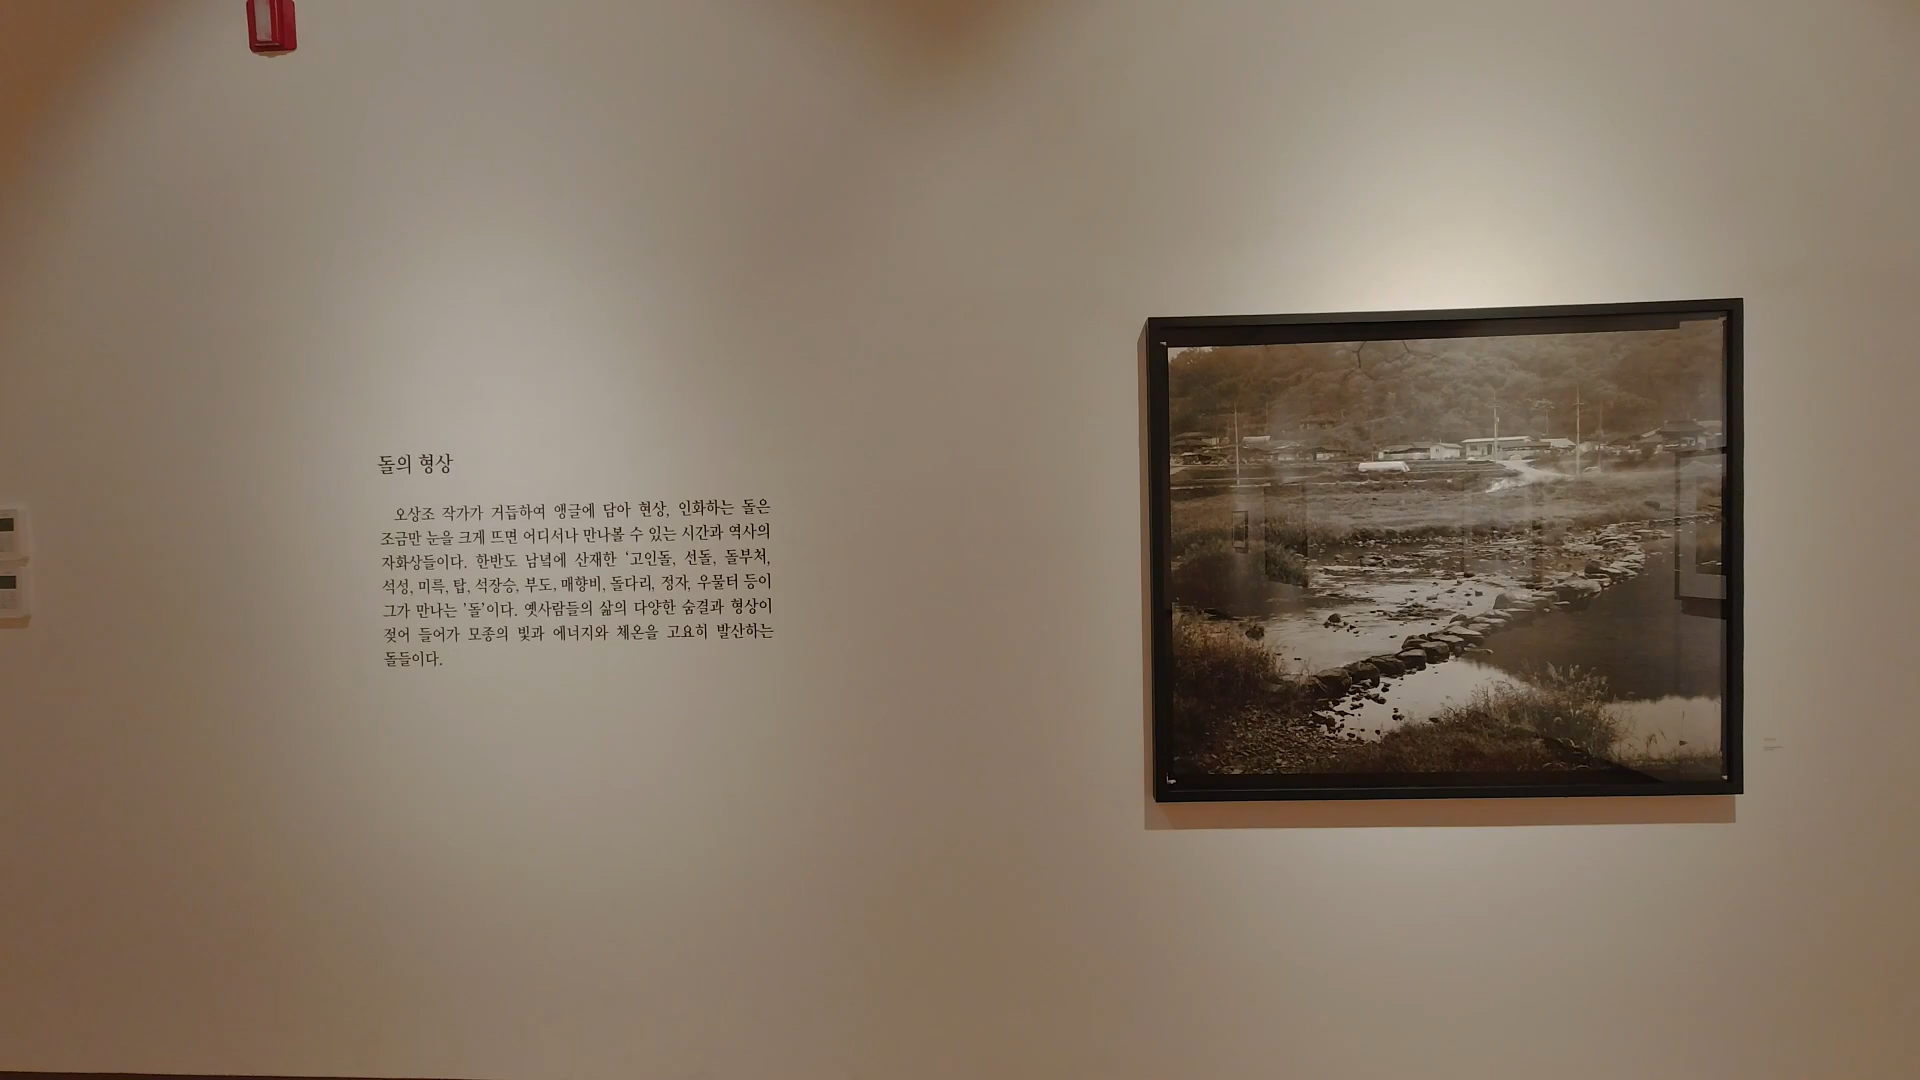 돌의 형상
오상조 작가가 거듭하여 앵글에 담아 현상, 인화하는 돌은
조금만 눈을 크게 뜨면 어디서나 만나볼 수 있는 시간과 역사의
자화상들이다. 한반도 남녘에 산재한 ‘고인돌, 선돌, 돌부처,
석성, 미륵, 탑, 석장승, 부도, 매향비, 돌다리, 정자, 우물터 등이
그가 만나는 '돌'이다. 옛사람들의 삶의 다양한 숨결과 형상이
젖어 들어가 모종의 빛과 에너지와 체온을 고요히 발산하는
돌들이다.